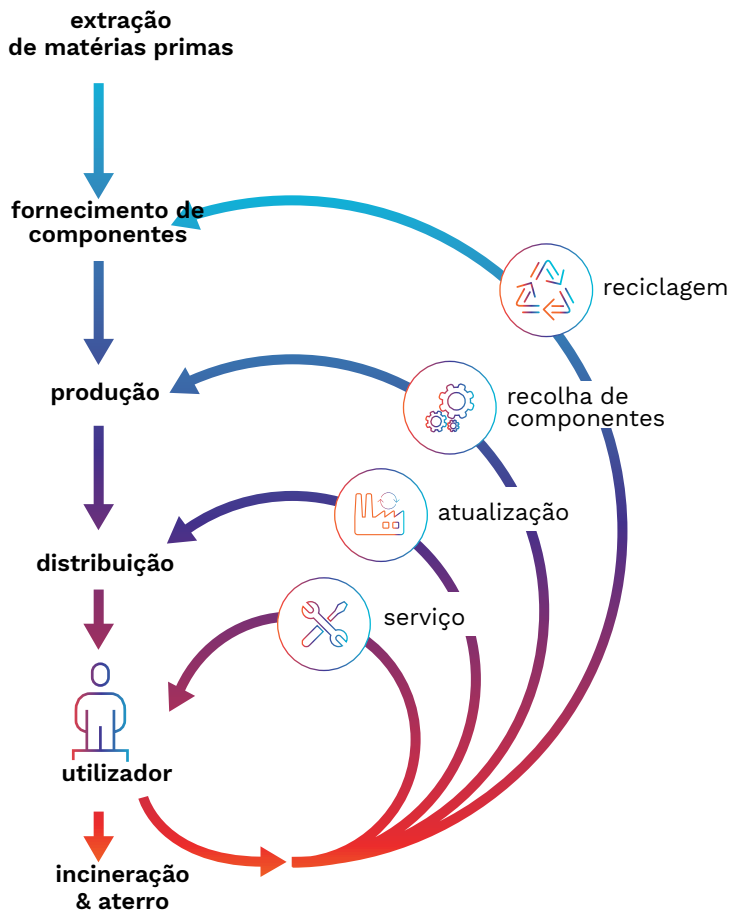 extração
de matérias primas
fornecimento de
componentes
reciclagem
produção
recolha de
componentes
atualização
distribuição
serviço
utilizador
incineração
& aterro